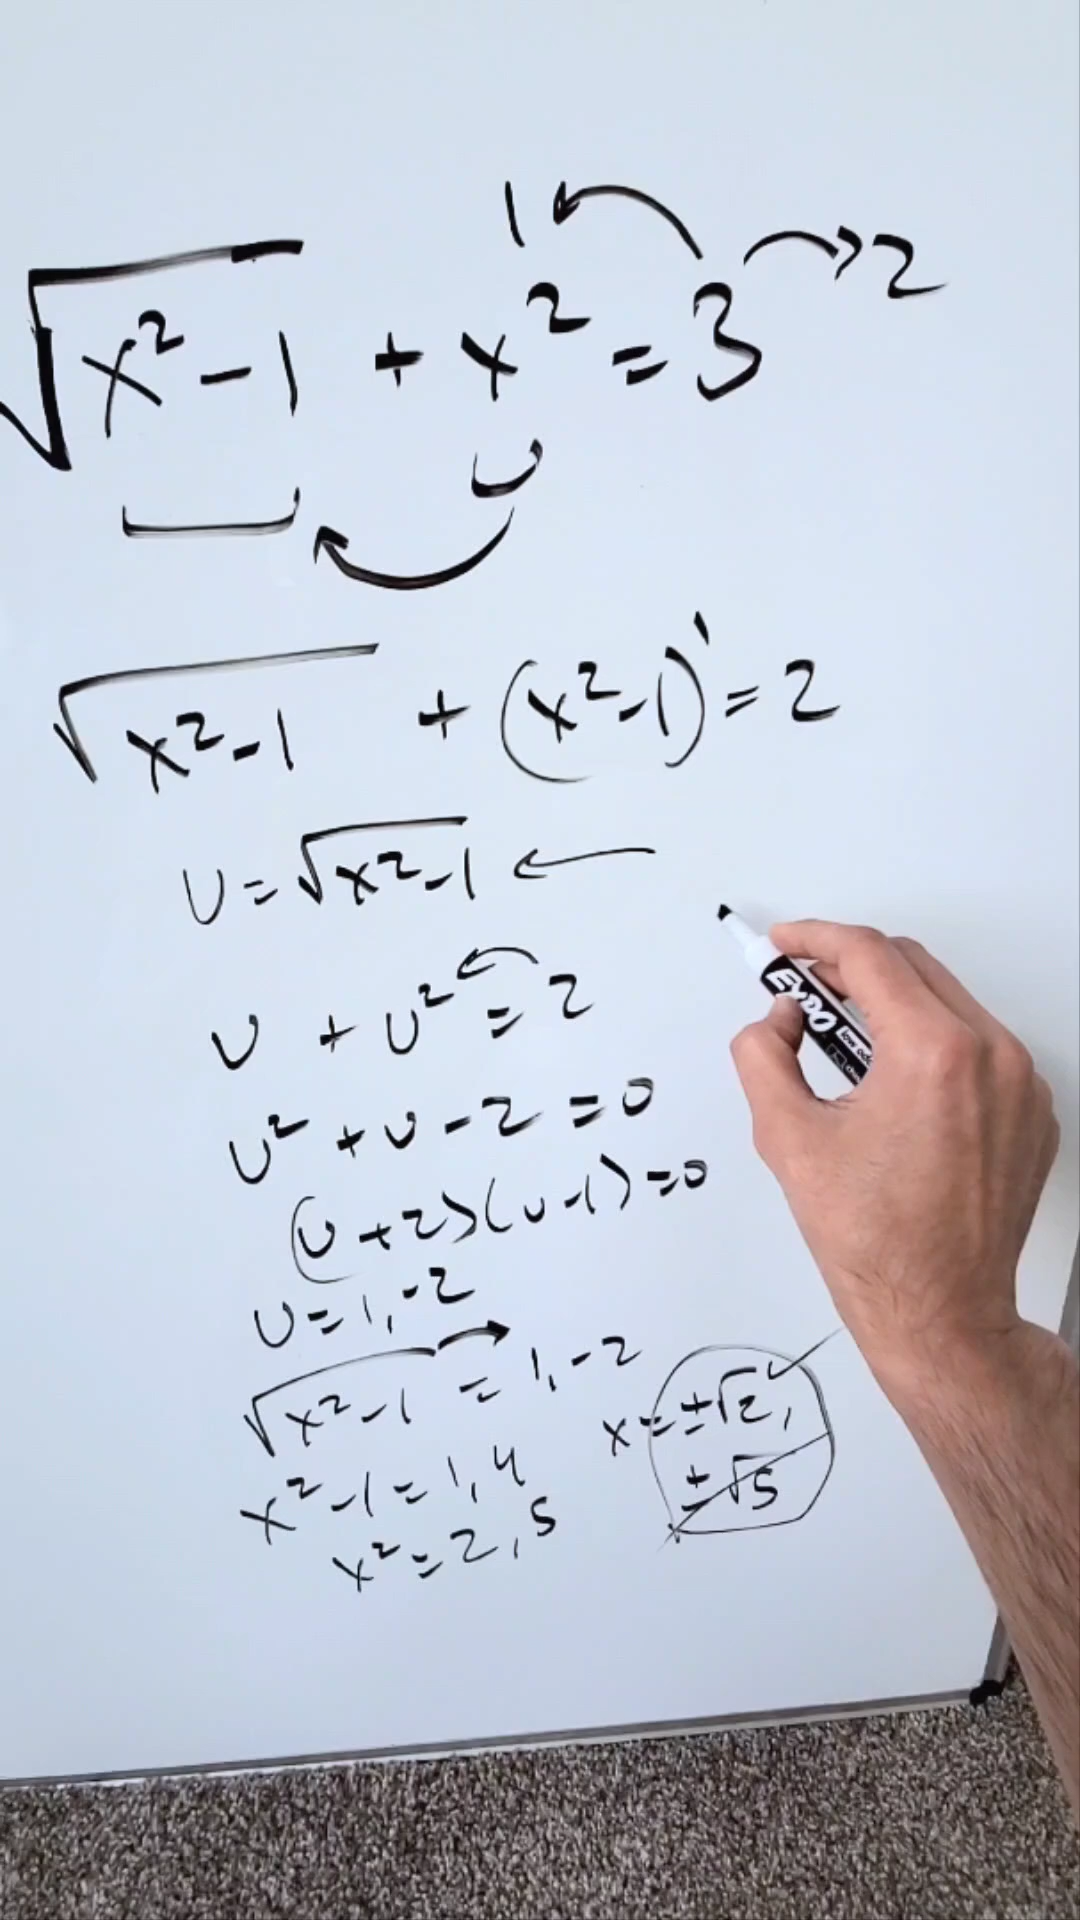 1
√x²-1 + x² = 3 → 2
U
√x²-1 + (x²-1)' = 2
U = √x²-1 ←
U + U² = 2
U² + U - 2 = 0
(U + 2)(U - 1) = 0
U = 1, -2
√x²-1 = 1, -2
x²-1 = 1, 4
x² = 2, 5
x = ±√2,
±√5
EXPO